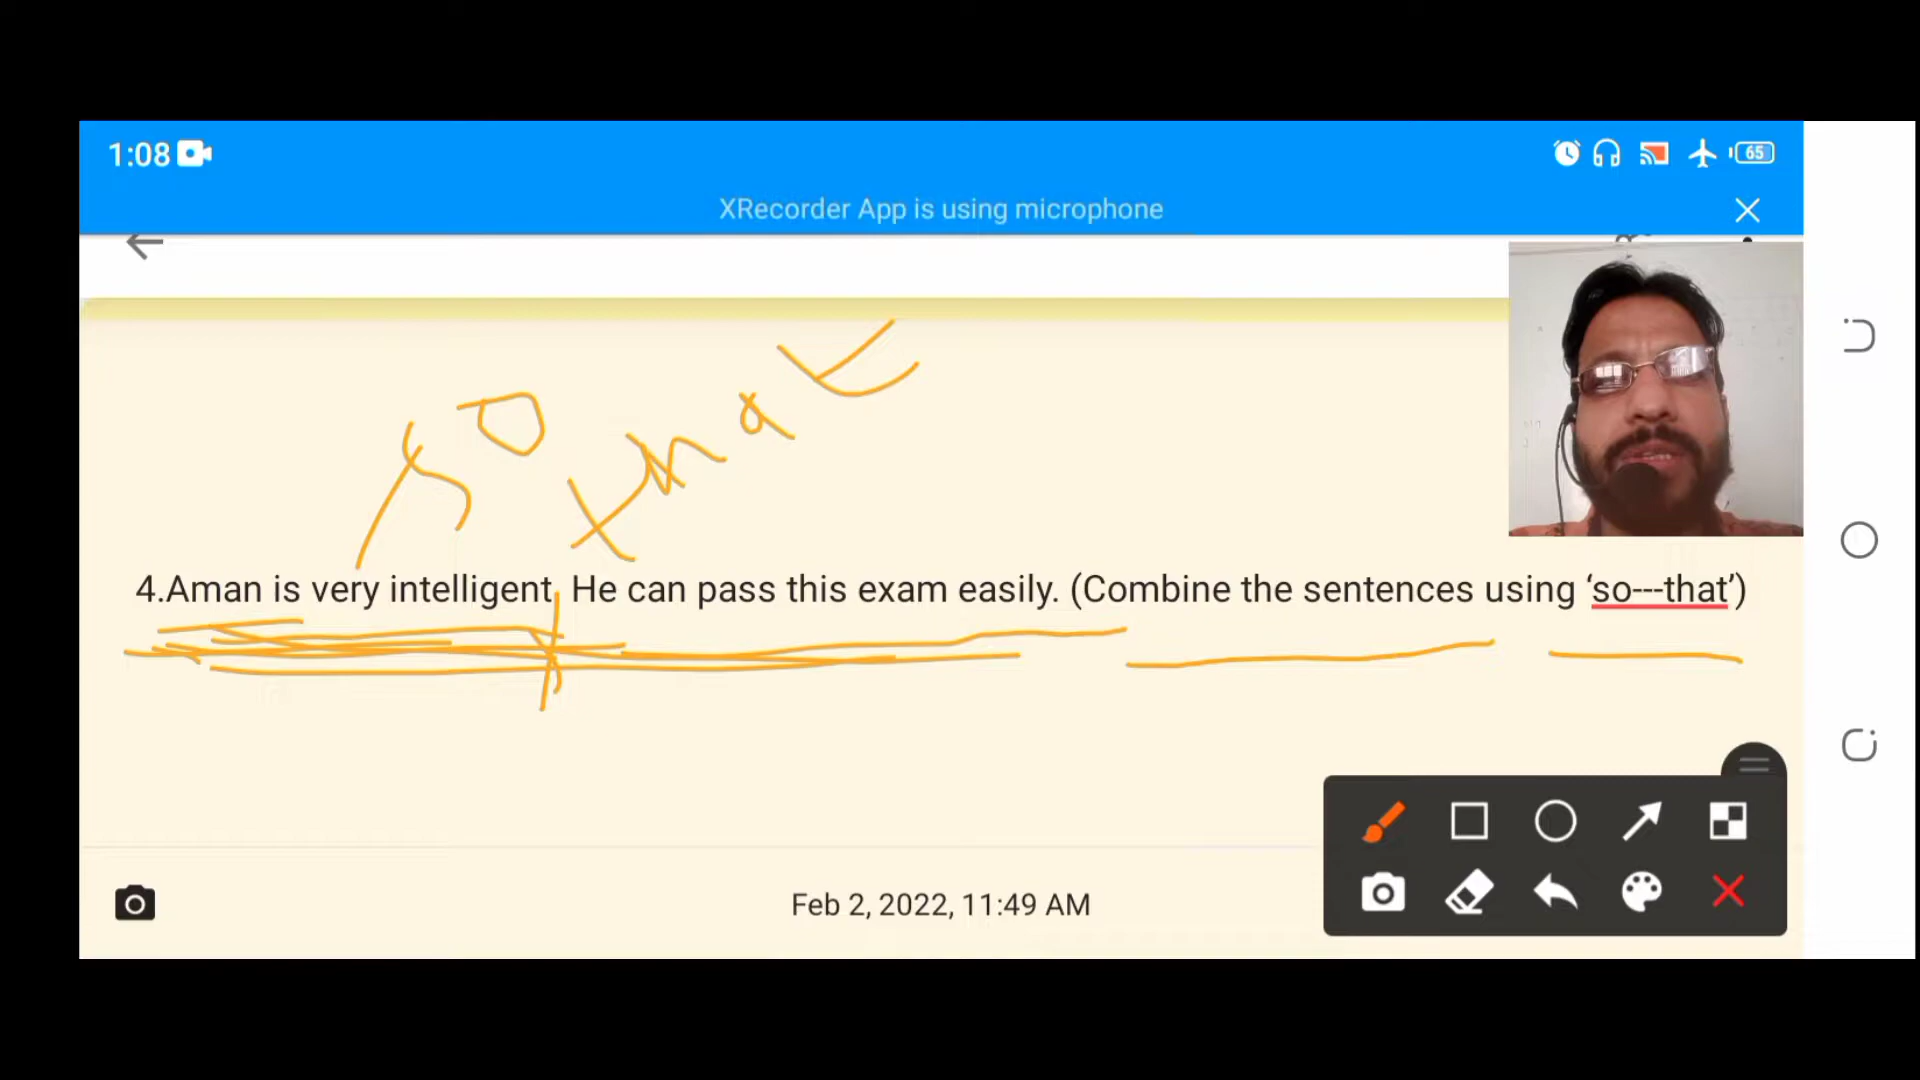 1:08
65
XRecorder App is using microphone
so that
4.Aman is very intelligent. He can pass this exam easily. (Combine the sentences using ‘so---that’)
Feb 2, 2022, 11:49 AM